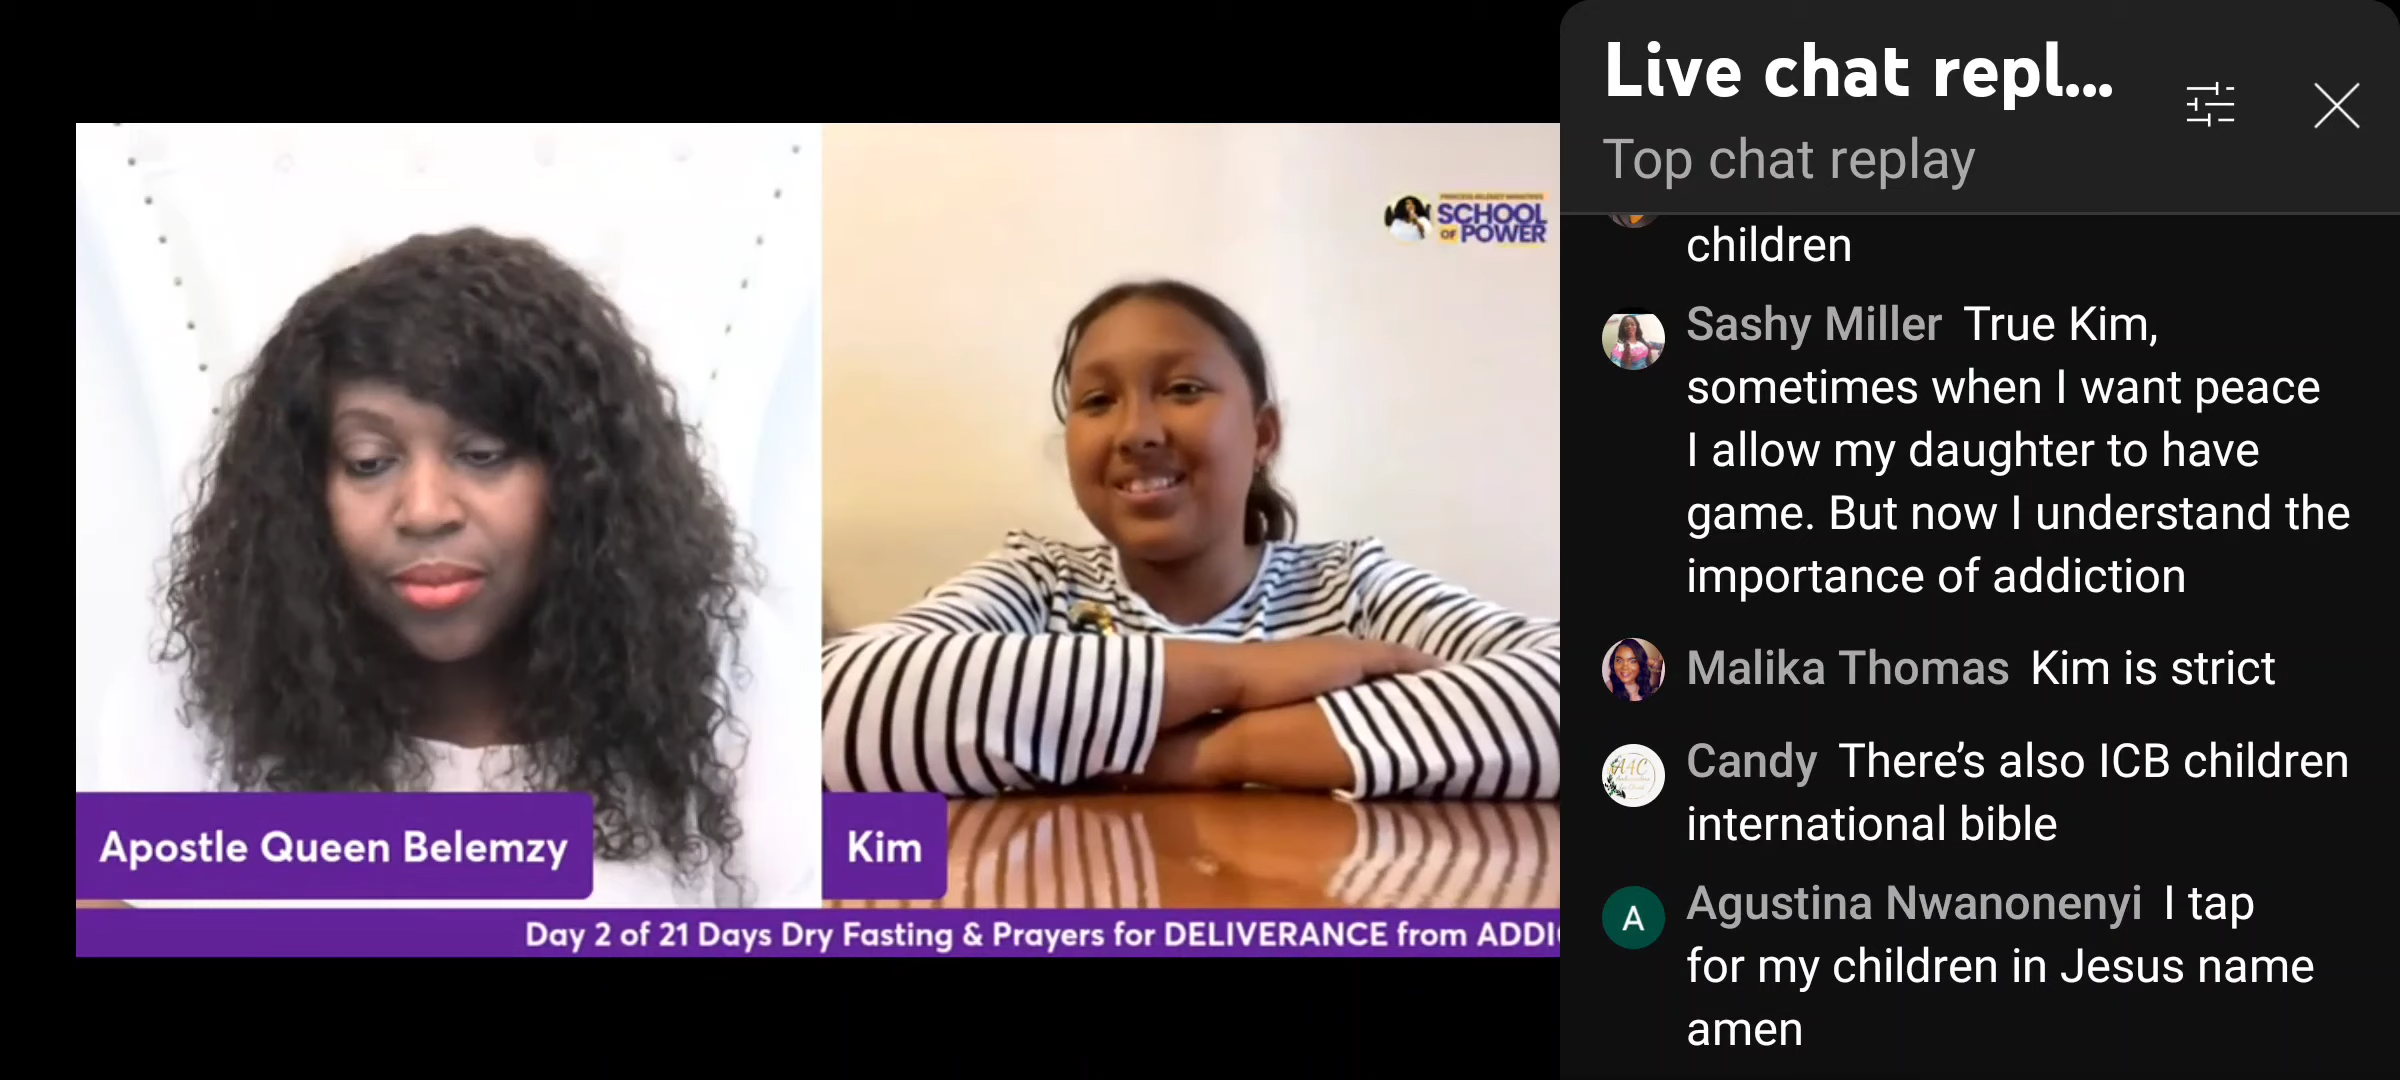 Live chat repl...
Top chat replay
children
Sashy Miller True Kim,
sometimes when I want peace
I allow my daughter to have
game. But now I understand the
importance of addiction
Malika Thomas Kim is strict
Candy There's also ICB children
international bible
A
Agustina Nwanonenyi I tap
for my children in Jesus name
amen
SCHOOL
OF POWER
Apostle Queen Belemzy
Kim
Day 2 of 21 Days Dry Fasting & Prayers for DELIVERANCE from ADDI